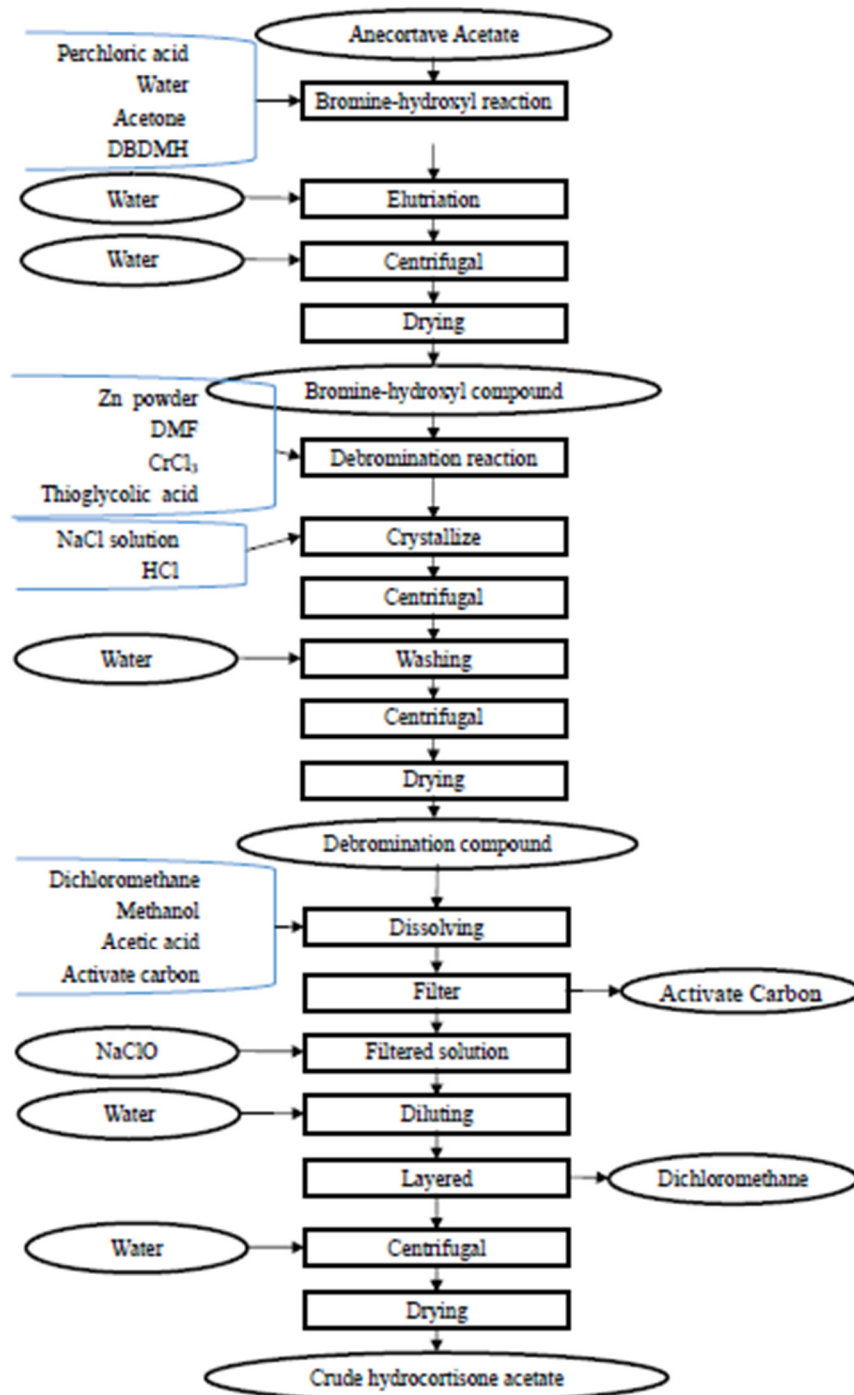 Anecortave Acetate
Perchloric acid
Water
Acetone
DBDMH
Bromine-hydroxyl reaction
Water
Elutriation
Water
Centrifugal
Drying
Bromine-hydroxyl compound
Zn powder
DMF
CrCl₃
Thioglycolic acid
Debromination reaction
NaCl solution
HCl
Crystallize
Centrifugal
Water
Washing
Centrifugal
Drying
Debromination compound
Dichloromethane
Methanol
Acetic acid
Activate carbon
Dissolving
Filter
Activate Carbon
NaClO
Filtered solution
Water
Diluting
Layered
Dichloromethane
Water
Centrifugal
Drying
Crude hydrocortisone acetate